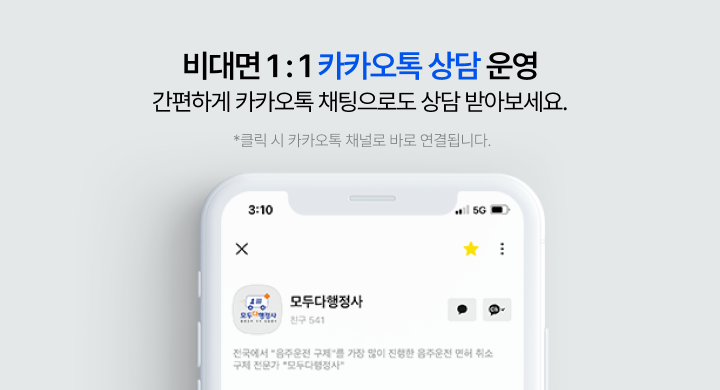 비대면 1 : 1 카카오톡 상담 운영
간편하게 카카오톡 채팅으로도 상담 받아보세요.
*클릭 시 카카오톡 채널로 바로 연결됩니다.
3:10
5G
모두다행정사
친구 541
모두다행정사
전국에서 "음주운전 구제"를 가장 많이 진행한 음주운전 면허 취소
구제 전문가 "모두다행정사"